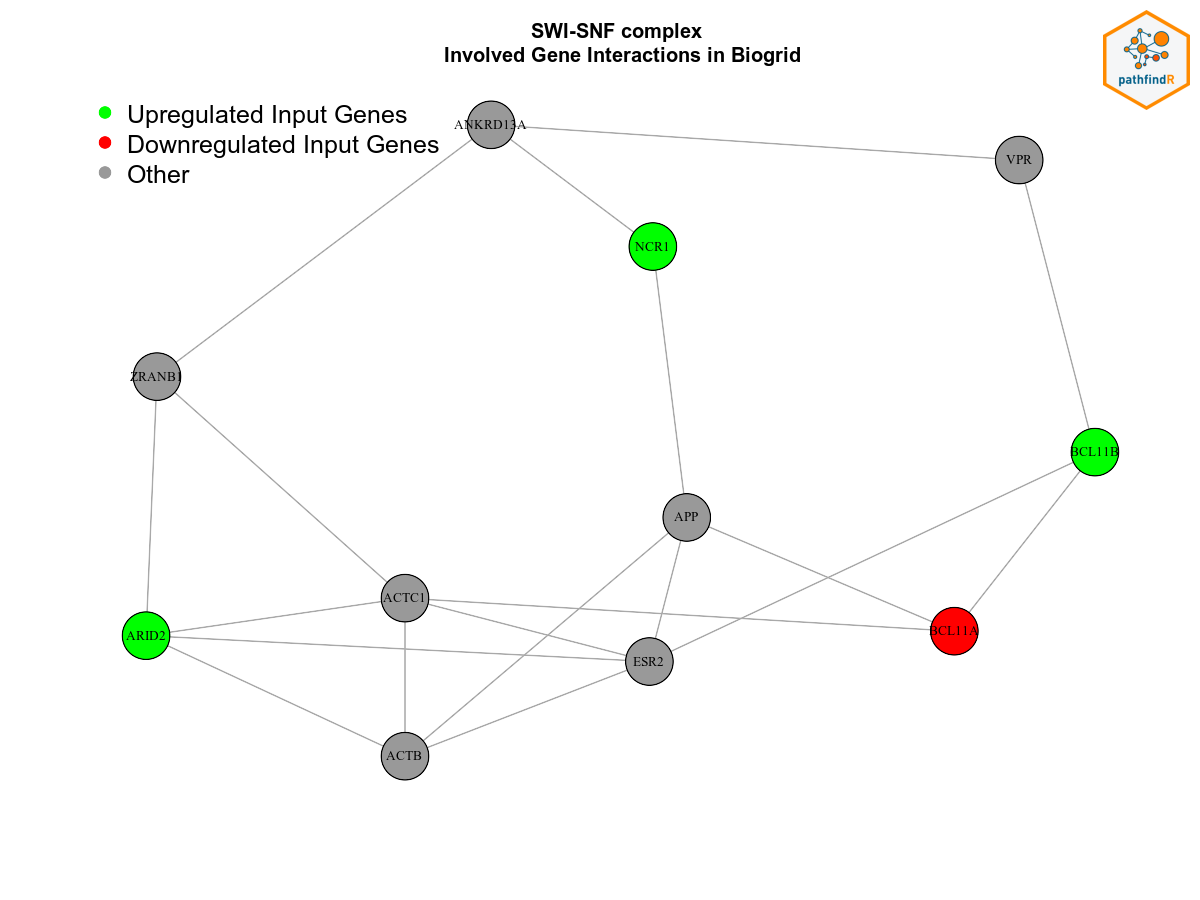 SWI-SNF complex
Involved Gene Interactions in Biogrid
pathfindR
Upregulated Input Genes
Downregulated Input Genes
Other
ANKRD13A
VPR
NCR1
ZRANB1
BCL11B
APP
ACTC1
ARID2
BCL11A
ESR2
ACTB